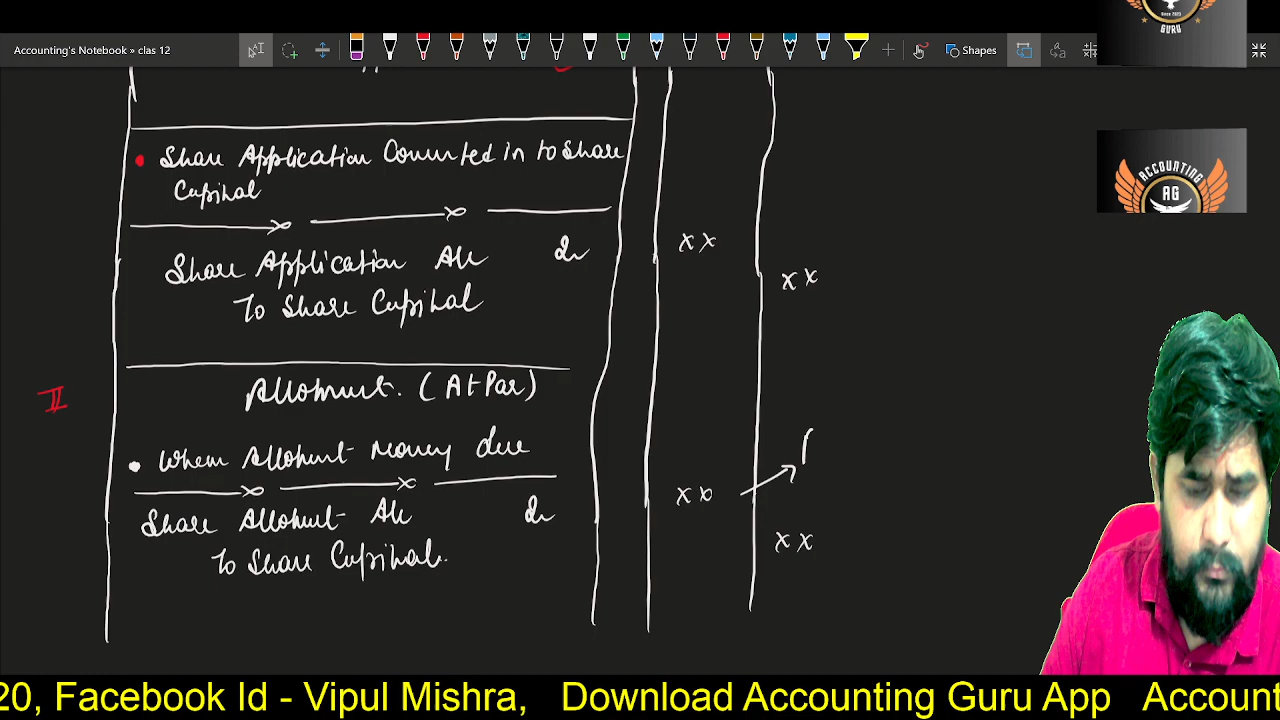 GURU
Accounting's Notebook » clas 12
Shapes
• Share Application Converted in to Share
Capital
ACCOUNTING
AG
Share Application A/c Dr xx
To Share Capital xx
II
Allotment. (At Par)
• When Allotment money due
Share Allotment A/c Dr xx
To Share Capital. xx
20, Facebook Id - Vipul Mishra, Download Accounting Guru App Account